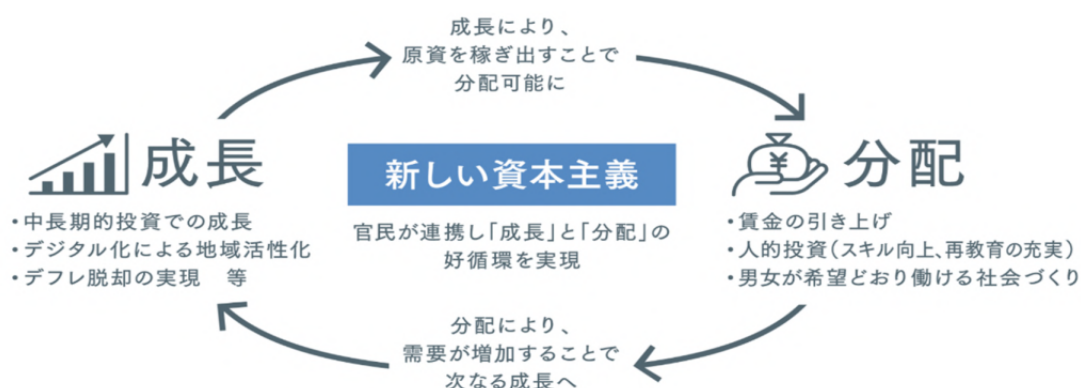 成長により、
原資を稼ぎ出すことで
分配可能に
成長
・中長期的投資での成長
・デジタル化による地域活性化
・デフレ脱却の実現　等
新しい資本主義
官民が連携し「成長」と「分配」の
好循環を実現
¥
分配
・賃金の引き上げ
・人的投資（スキル向上、再教育の充実）
・男女が希望どおり働ける社会づくり
分配により、
需要が増加することで
次なる成長へ